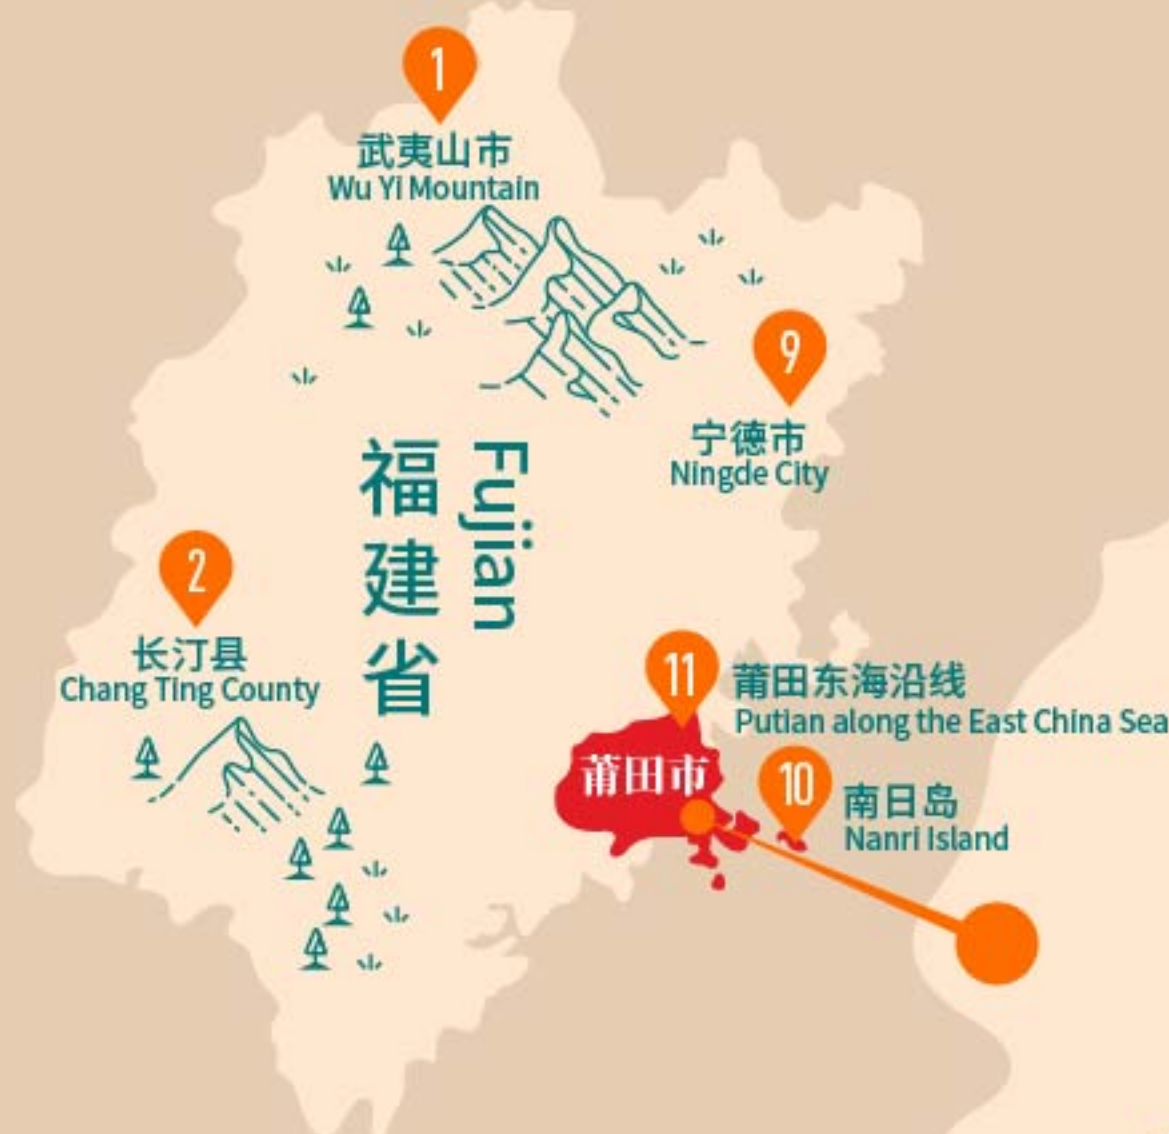 1
武夷山市
Wu Yi Mountain
9
宁德市
Ningde City
福建省
Fujian
2
长汀县
Chang Ting County
11
莆田东海沿线
Putian along the East China Sea
莆田市
10
南日岛
Nanri Island